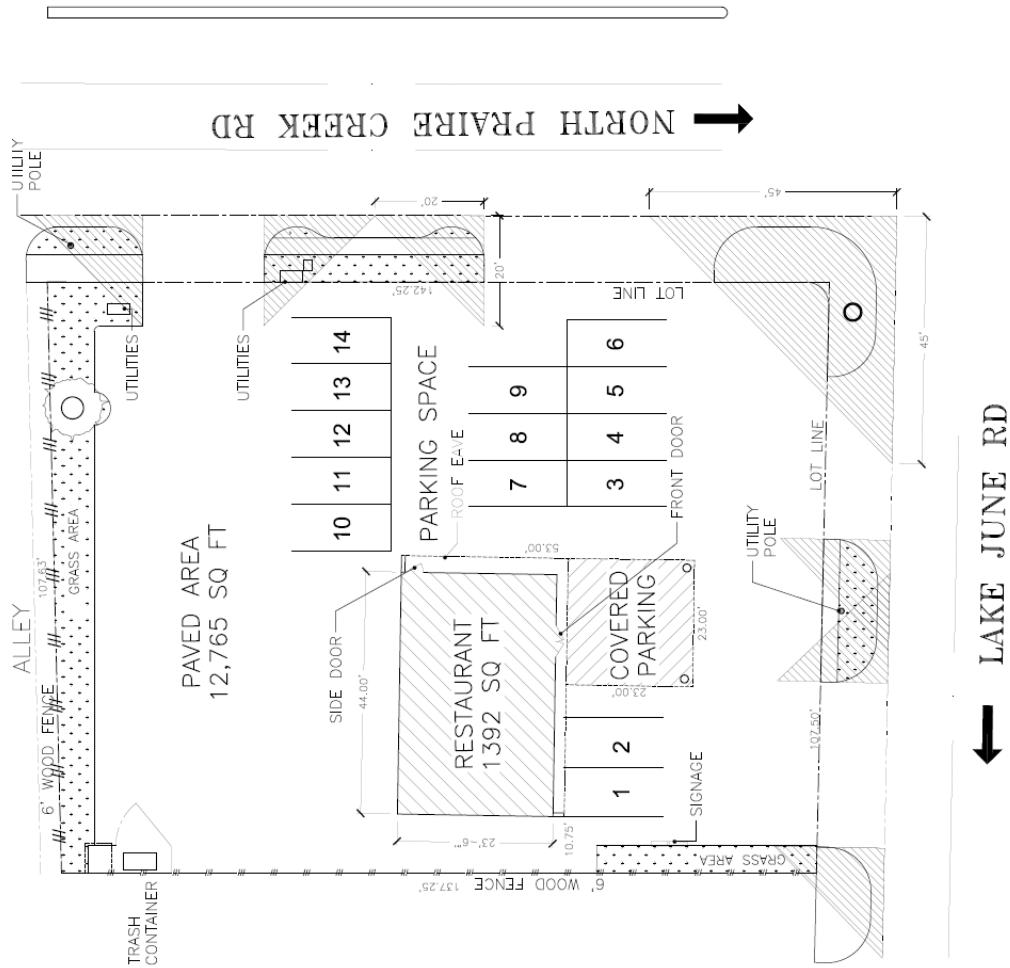 NORTH PRAIRE CREEK RD
UTILITY
POLE
20'
45'
20'
142.25'
LOT LINE
45'
UTILITIES
UTILITIES
ALLEY
107.63'
GRASS AREA
6' WOOD FENCE
PAVED AREA
12,765 SQ FT
14
13
12
11
10
PARKING SPACE
ROOF EAVE
9
8
7
6
5
4
3
FRONT DOOR
LOT LINE
UTILITY
POLE
LAKE JUNE RD
SIDE DOOR
44.00'
53.00'
RESTAURANT
1392 SQ FT
COVERED
PARKING
23.00'
23.00'
107.50'
2
1
SIGNAGE
23'-6"
10.75'
GRASS AREA
6' WOOD FENCE
137.25'
TRASH
CONTAINER